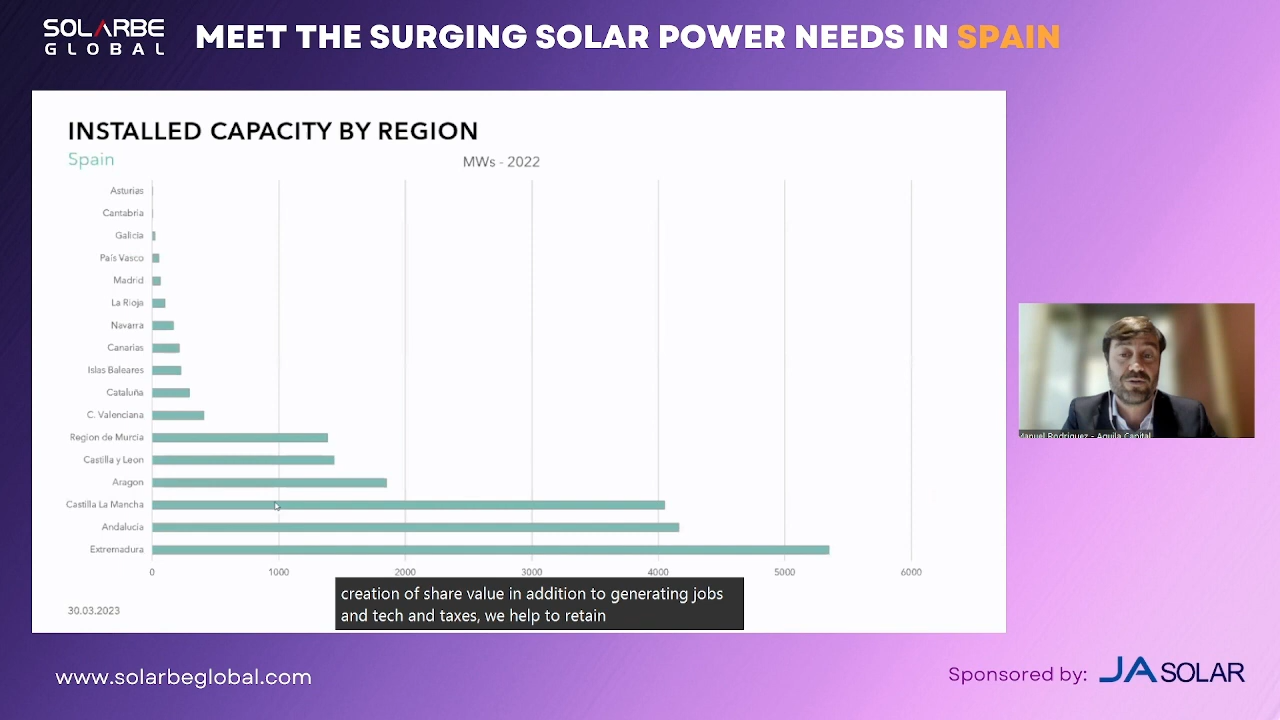 SOLARBE
GLOBAL
MEET THE SURGING SOLAR POWER NEEDS IN SPAIN
INSTALLED CAPACITY BY REGION
Spain
MWs - 2022
Asturias
Cantabria
Galicia
País Vasco
Madrid
La Rioja
Navarra
Canarias
Islas Baleares
Cataluña
C. Valenciana
Region de Murcia
Castilla y Leon
Aragon
Castilla La Mancha
Andalucia
Extremadura
0 1000 2000 3000 4000 5000 6000
creation of share value in addition to generating jobs
and tech and taxes, we help to retain
30.03.2023
Manuel Rodriguez - Aquila Capital
www.solarbeglobal.com
Sponsored by: JA SOLAR